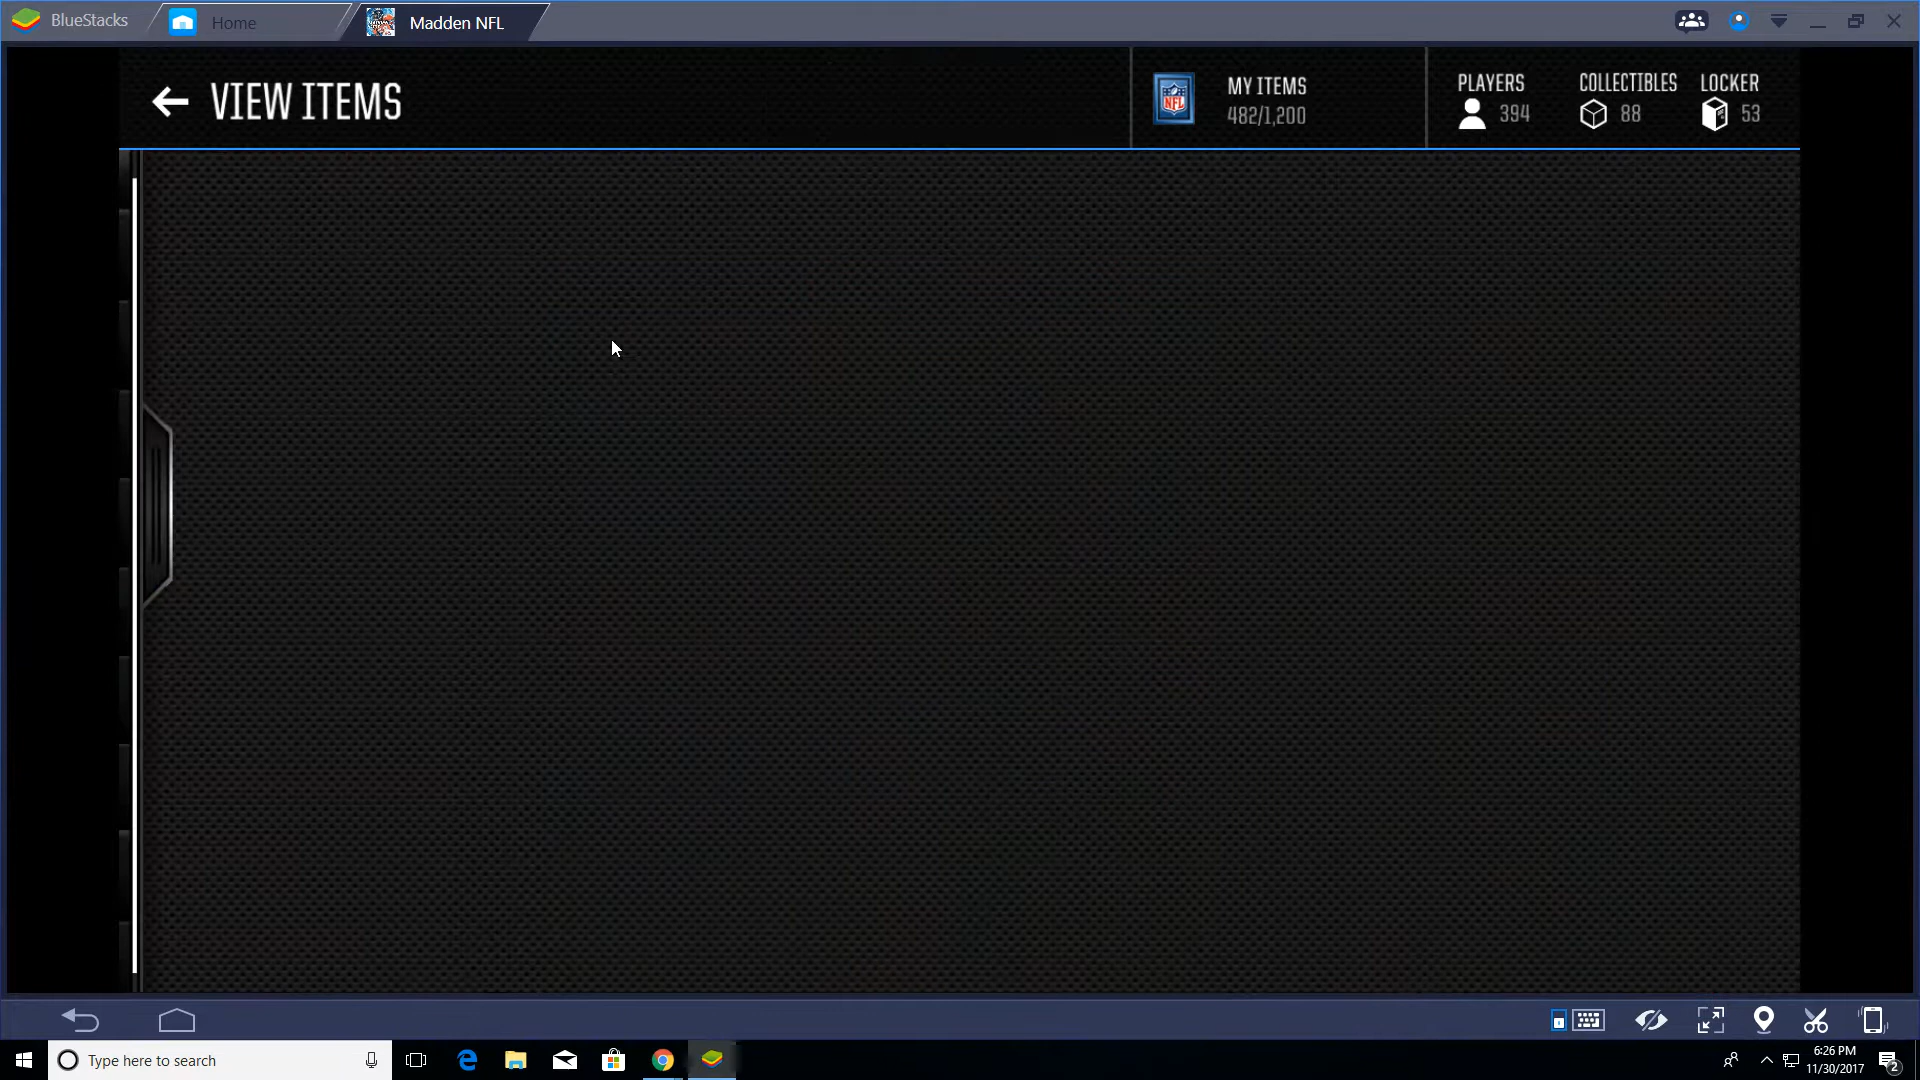 BlueStacks
Home
Madden NFL
VIEW ITEMS
NFL
MY ITEMS
482/1,200
PLAYERS
394
COLLECTIBLES
88
LOCKER
53
Type here to search
6:26 PM
11/30/2017
2